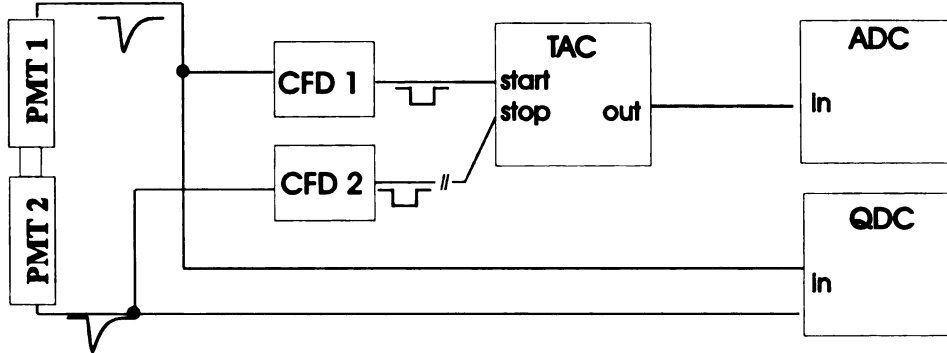 PMT 1
PMT 2
CFD 1
CFD 2
TAC
start
stop
out
ADC
In
QDC
In